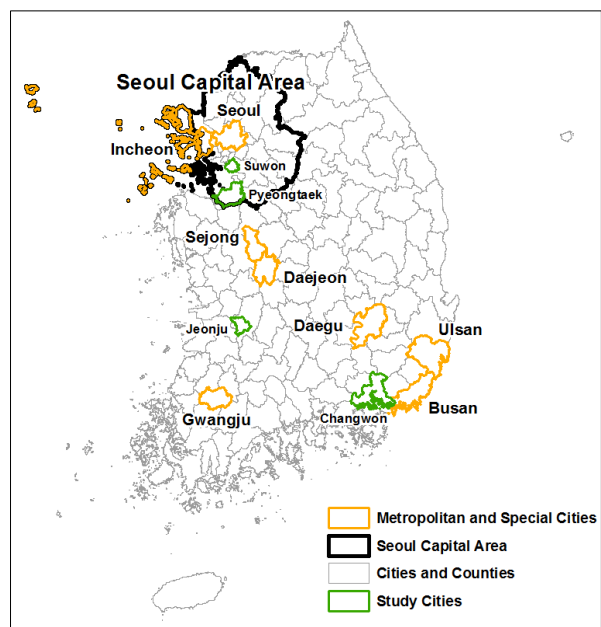 Seoul Capital Area
Seoul
Incheon
Suwon
Pyeongtaek
Sejong
Daejeon
Jeonju
Daegu
Ulsan
Busan
Changwon
Gwangju
Metropolitan and Special Cities
Seoul Capital Area
Cities and Counties
Study Cities